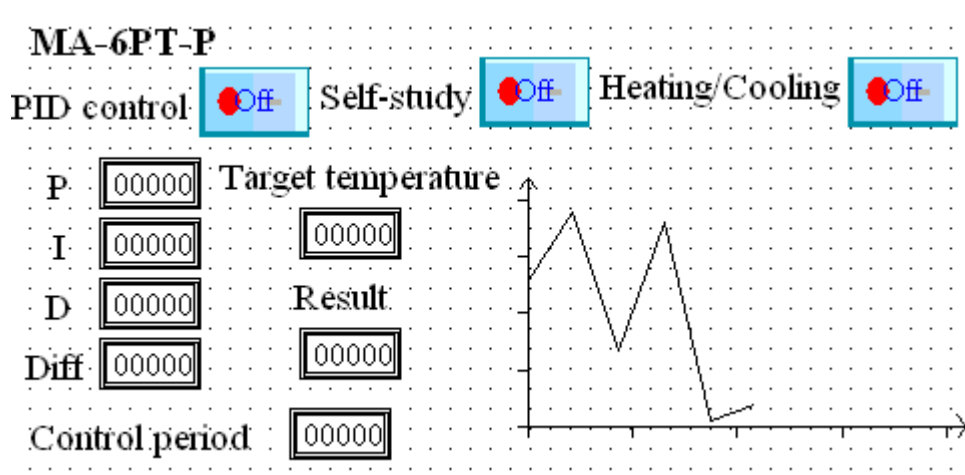 MA-6PT-P
PID control Off Self-study Off Heating/Cooling Off
P 00000 Target temperature
00000
I 00000
D 00000 Result
Diff 00000 00000
Control period 00000